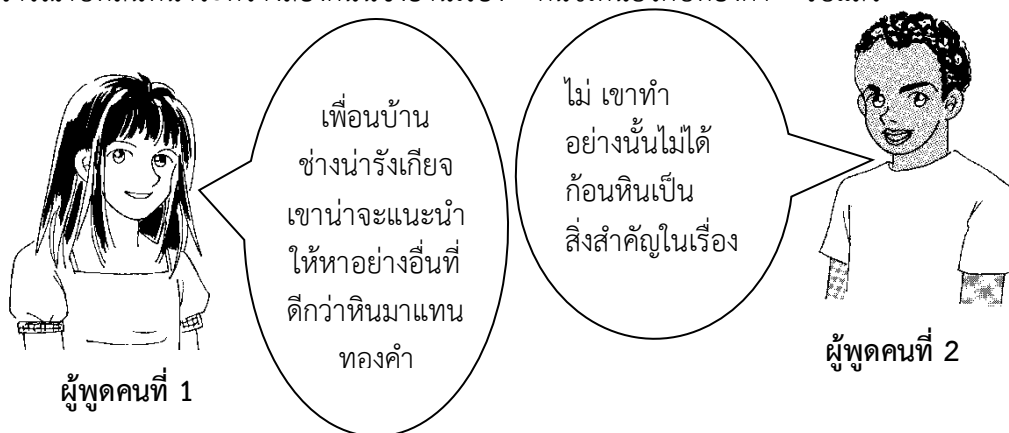 เพื่อนบ้าน
ช่างน่ารังเกียจ
เขาน่าจะแนะนำ
ให้หาอย่างอื่นที่
ดีกว่าหินมาแทน
ทองคำ
ผู้พูดคนที่ 1
ไม่ เขาทำ
อย่างนั้นไม่ได้
ก้อนหินเป็น
สิ่งสำคัญในเรื่อง
ผู้พูดคนที่ 2